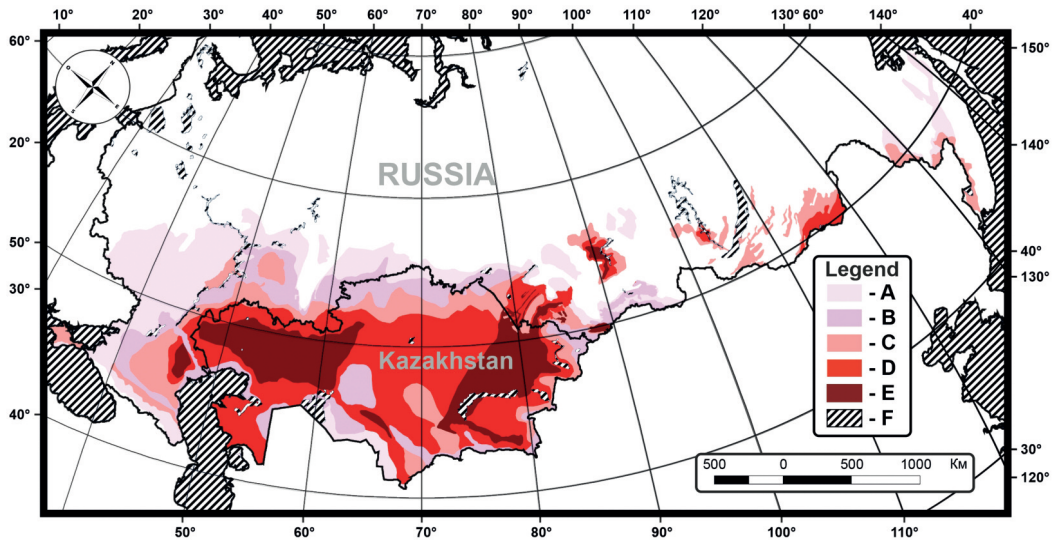 10° 20° 30° 40° 50° 60° 70° 80° 90° 100° 110° 120° 130° 60° 140° 40°
60°
150°
20°
140°
RUSSIA
50°
40°
30°
130°
Legend
- A
- B
- C
- D
- E
- F
Kazakhstan
40°
30°
120°
500 0 500 1000 Км
50° 60° 70° 80° 90° 100° 110°